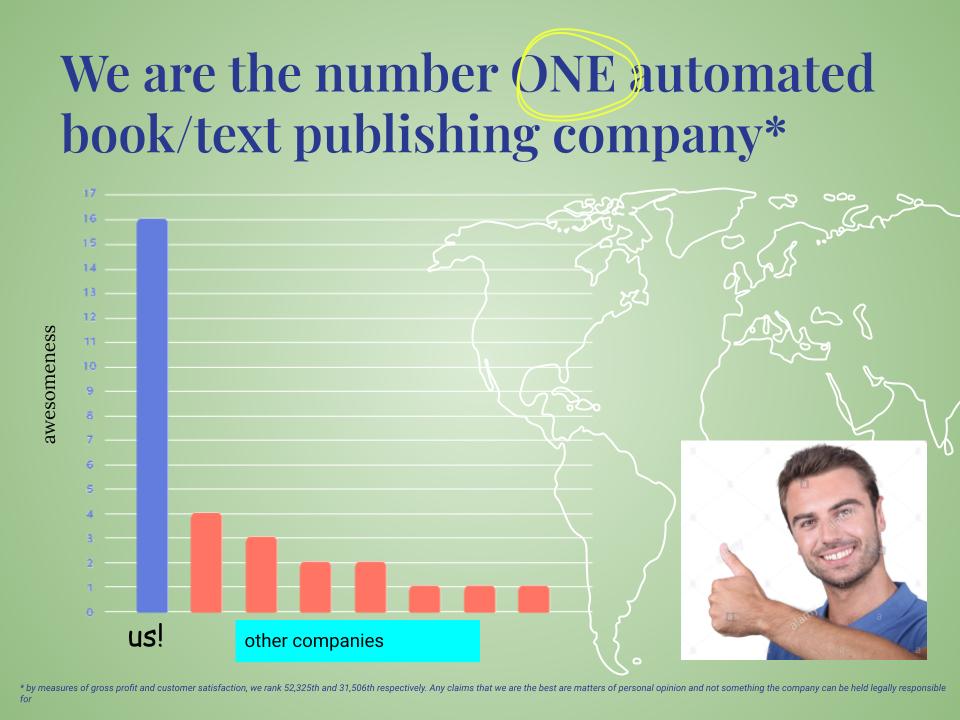 We are the number ONE automated
book/text publishing company*
17
16
15
14
13
12
11
10
9
8
7
6
5
4
3
2
1
0
awesomeness
us!
other companies
alamy
* by measures of gross profit and customer satisfaction, we rank 52,325th and 31,506th respectively. Any claims that we are the best are matters of personal opinion and not something the company can be held legally responsible
for